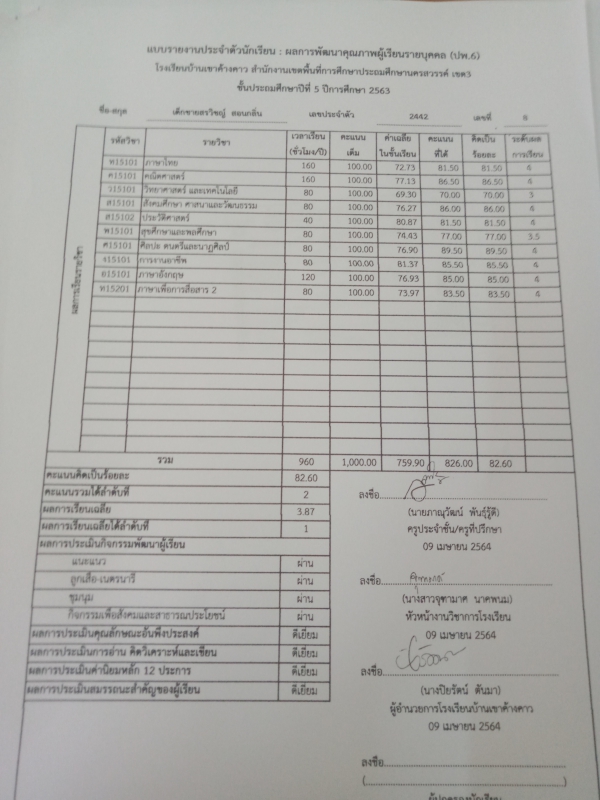 แบบรายงานประจำตัวนักเรียน : ผลการพัฒนาคุณภาพผู้เรียนรายบุคคล (ปพ.6)
โรงเรียนบ้านเขาค้างคาว สำนักงานเขตพื้นที่การศึกษาประถมศึกษานครสวรรค์ เขต3
ชั้นประถมศึกษาปีที่ 5 ปีการศึกษา 2563
ชื่อ-สกุล เด็กชายสรวิชญ์ สอนกลิ่น เลขประจำตัว 2442 เลขที่ 8
ผลการเรียนรายวิชา
รหัสวิชา รายวิชา เวลาเรียน (ชั่วโมง/ปี) คะแนนเต็ม ค่าเฉลี่ยในชั้นเรียน คะแนนที่ได้ คิดเป็นร้อยละ ระดับผลการเรียน
ท15101 ภาษาไทย 160 100.00 72.73 81.50 81.50 4
ค15101 คณิตศาสตร์ 160 100.00 77.13 86.50 86.50 4
ว15101 วิทยาศาสตร์ และเทคโนโลยี 80 100.00 69.30 70.00 70.00 3
ส15101 สังคมศึกษา ศาสนาและวัฒนธรรม 80 100.00 76.27 86.00 86.00 4
ส15102 ประวัติศาสตร์ 40 100.00 80.87 81.50 81.50 4
พ15101 สุขศึกษาและพลศึกษา 80 100.00 74.43 77.00 77.00 3.5
ศ15101 ศิลปะ ดนตรีและนาฏศิลป์ 80 100.00 76.90 89.50 89.50 4
ง15101 การงานอาชีพ 80 100.00 81.37 85.50 85.50 4
อ15101 ภาษาอังกฤษ 120 100.00 76.93 85.00 85.00 4
ท15201 ภาษาเพื่อการสื่อสาร 2 80 100.00 73.97 83.50 83.50 4
รวม 960 1,000.00 759.90 826.00 82.60
คะแนนคิดเป็นร้อยละ 82.60
คะแนนรวมได้ลำดับที่ 2
ผลการเรียนเฉลี่ย 3.87
ผลการเรียนเฉลี่ยได้ลำดับที่ 1
ผลการประเมินกิจกรรมพัฒนาผู้เรียน
แนะแนว ผ่าน
ลูกเสือ-เนตรนารี ผ่าน
ชุมนุม ผ่าน
กิจกรรมเพื่อสังคมและสาธารณประโยชน์ ผ่าน
ผลการประเมินคุณลักษณะอันพึงประสงค์ ดีเยี่ยม
ผลการประเมินการอ่าน คิดวิเคราะห์และเขียน ดีเยี่ยม
ผลการประเมินค่านิยมหลัก 12 ประการ ดีเยี่ยม
ผลการประเมินสมรรถนะสำคัญของผู้เรียน ดีเยี่ยม
ลงชื่อ
(นายภาณุวัฒน์ พันธุ์รู้ดี)
ครูประจำชั้น/ครูที่ปรึกษา
09 เมษายน 2564
ลงชื่อ
(นางสาวจุฑามาศ นาคพนม)
หัวหน้างานวิชาการโรงเรียน
09 เมษายน 2564
ลงชื่อ
(นางปิยรัตน์ ตันมา)
ผู้อำนวยการโรงเรียนบ้านเขาค้างคาว
09 เมษายน 2564
ลงชื่อ
(
)
ผู้ปกครองนักเรียน